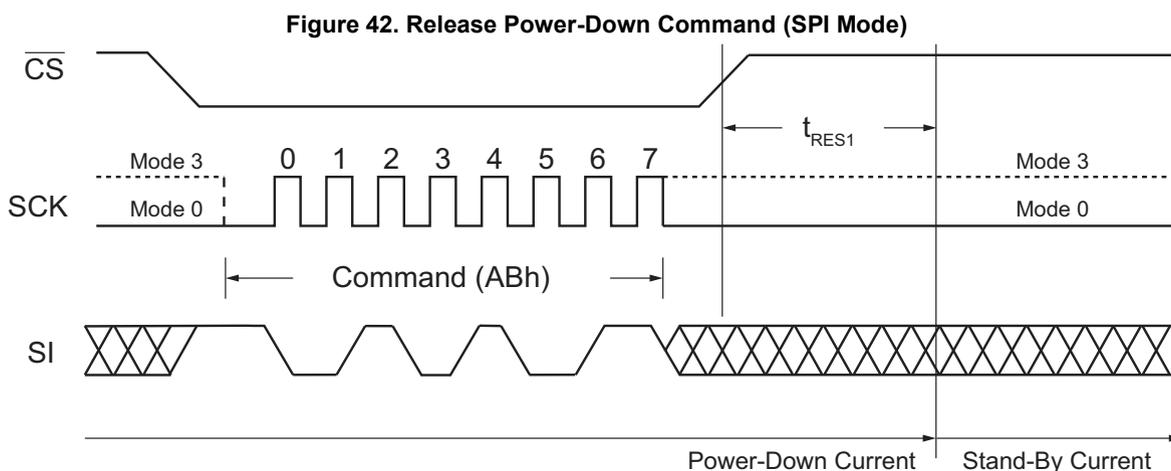 Figure 42. Release Power-Down Command (SPI Mode)
CS
tRES1
Mode 3
0 1 2 3 4 5 6 7
Mode 3
SCK
Mode 0
Mode 0
Command (ABh)
SI
Power-Down Current
Stand-By Current